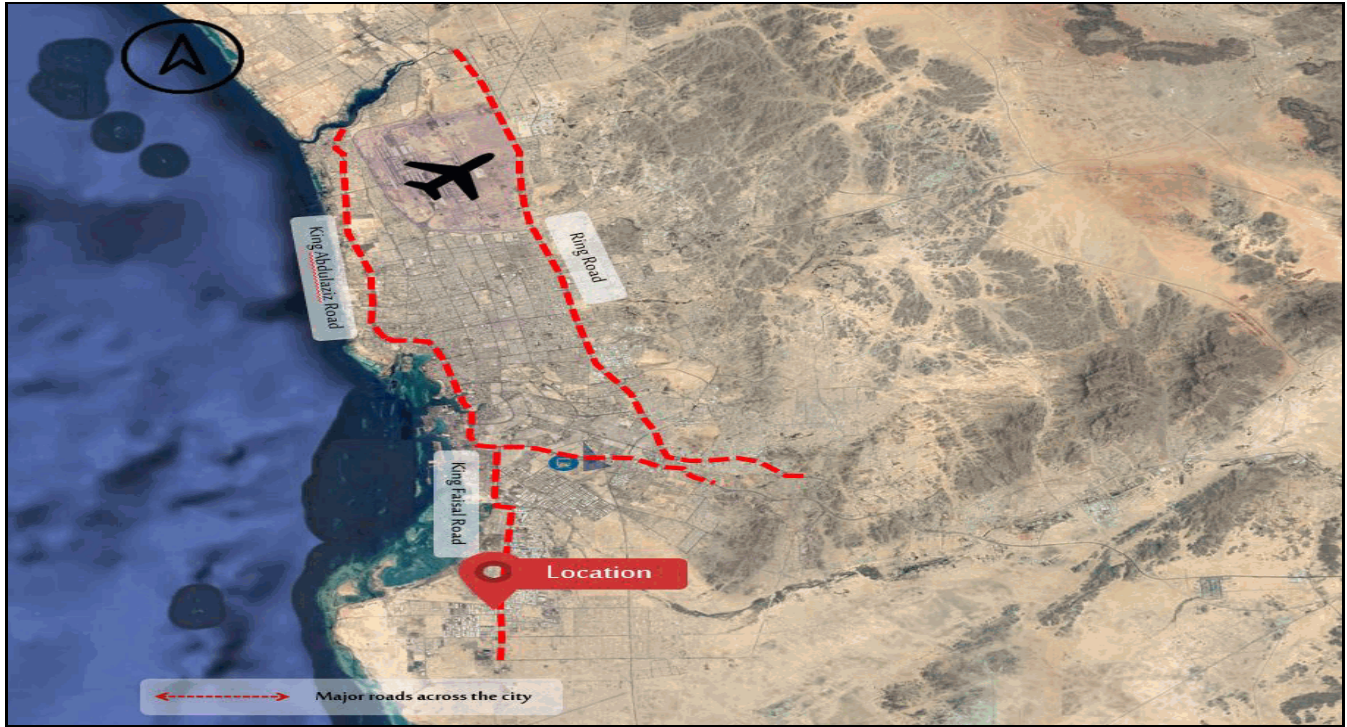 King Abdulaziz Road
Ring Road
King Faisal Road
Location
Major roads across the city